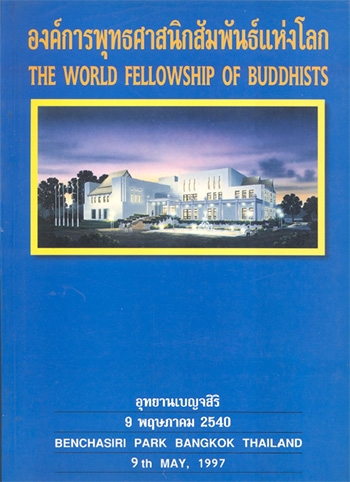 องค์การพุทธศาสนิกสัมพันธ์แห่งโลก
THE WORLD FELLOWSHIP OF BUDDHISTS
อุทยานเบญจสิริ
9 พฤษภาคม 2540
BENCHASIRI PARK BANGKOK THAILAND
9th MAY, 1997